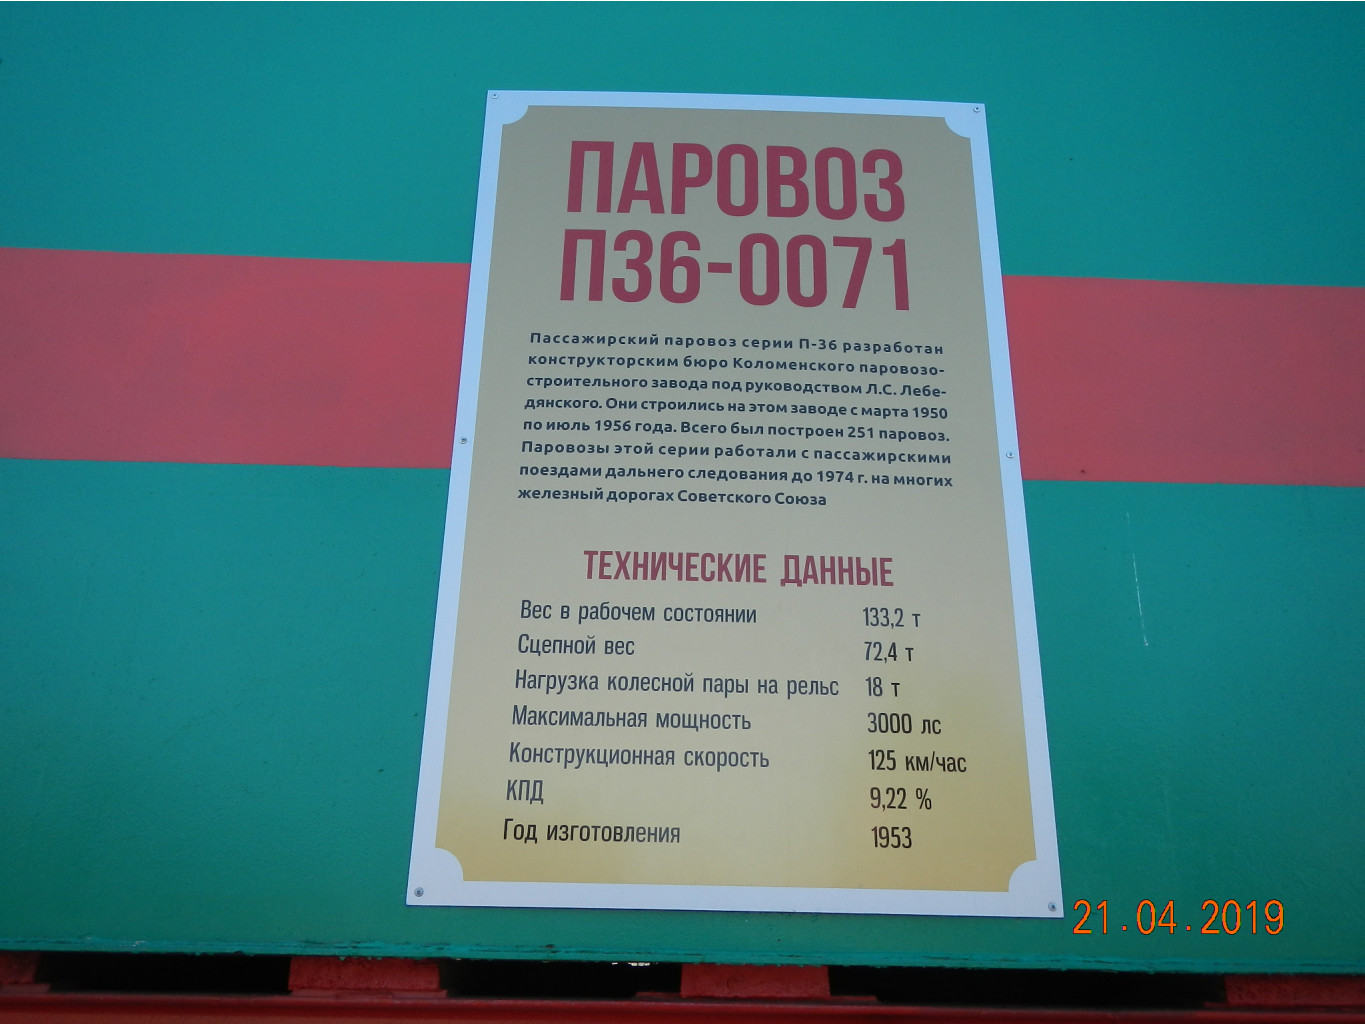 ПАРОВОЗ
П36-0071
Пассажирский паровоз серии П-36 разработан
конструкторским бюро Коломенского паровозо-
строительного завода под руководством Л.С. Лебе-
дянского. Они строились на этом заводе с марта 1950
по июль 1956 года. Всего был построен 251 паровоз.
Паровозы этой серии работали с пассажирскими
поездами дальнего следования до 1974 г. на многих
железный дорогах Советского Союза
ТЕХНИЧЕСКИЕ ДАННЫЕ
Вес в рабочем состоянии 133,2 т
Сцепной вес 72,4 т
Нагрузка колесной пары на рельс 18 т
Максимальная мощность 3000 лс
Конструкционная скорость 125 км/час
КПД 9,22 %
Год изготовления 1953
21.04.2019